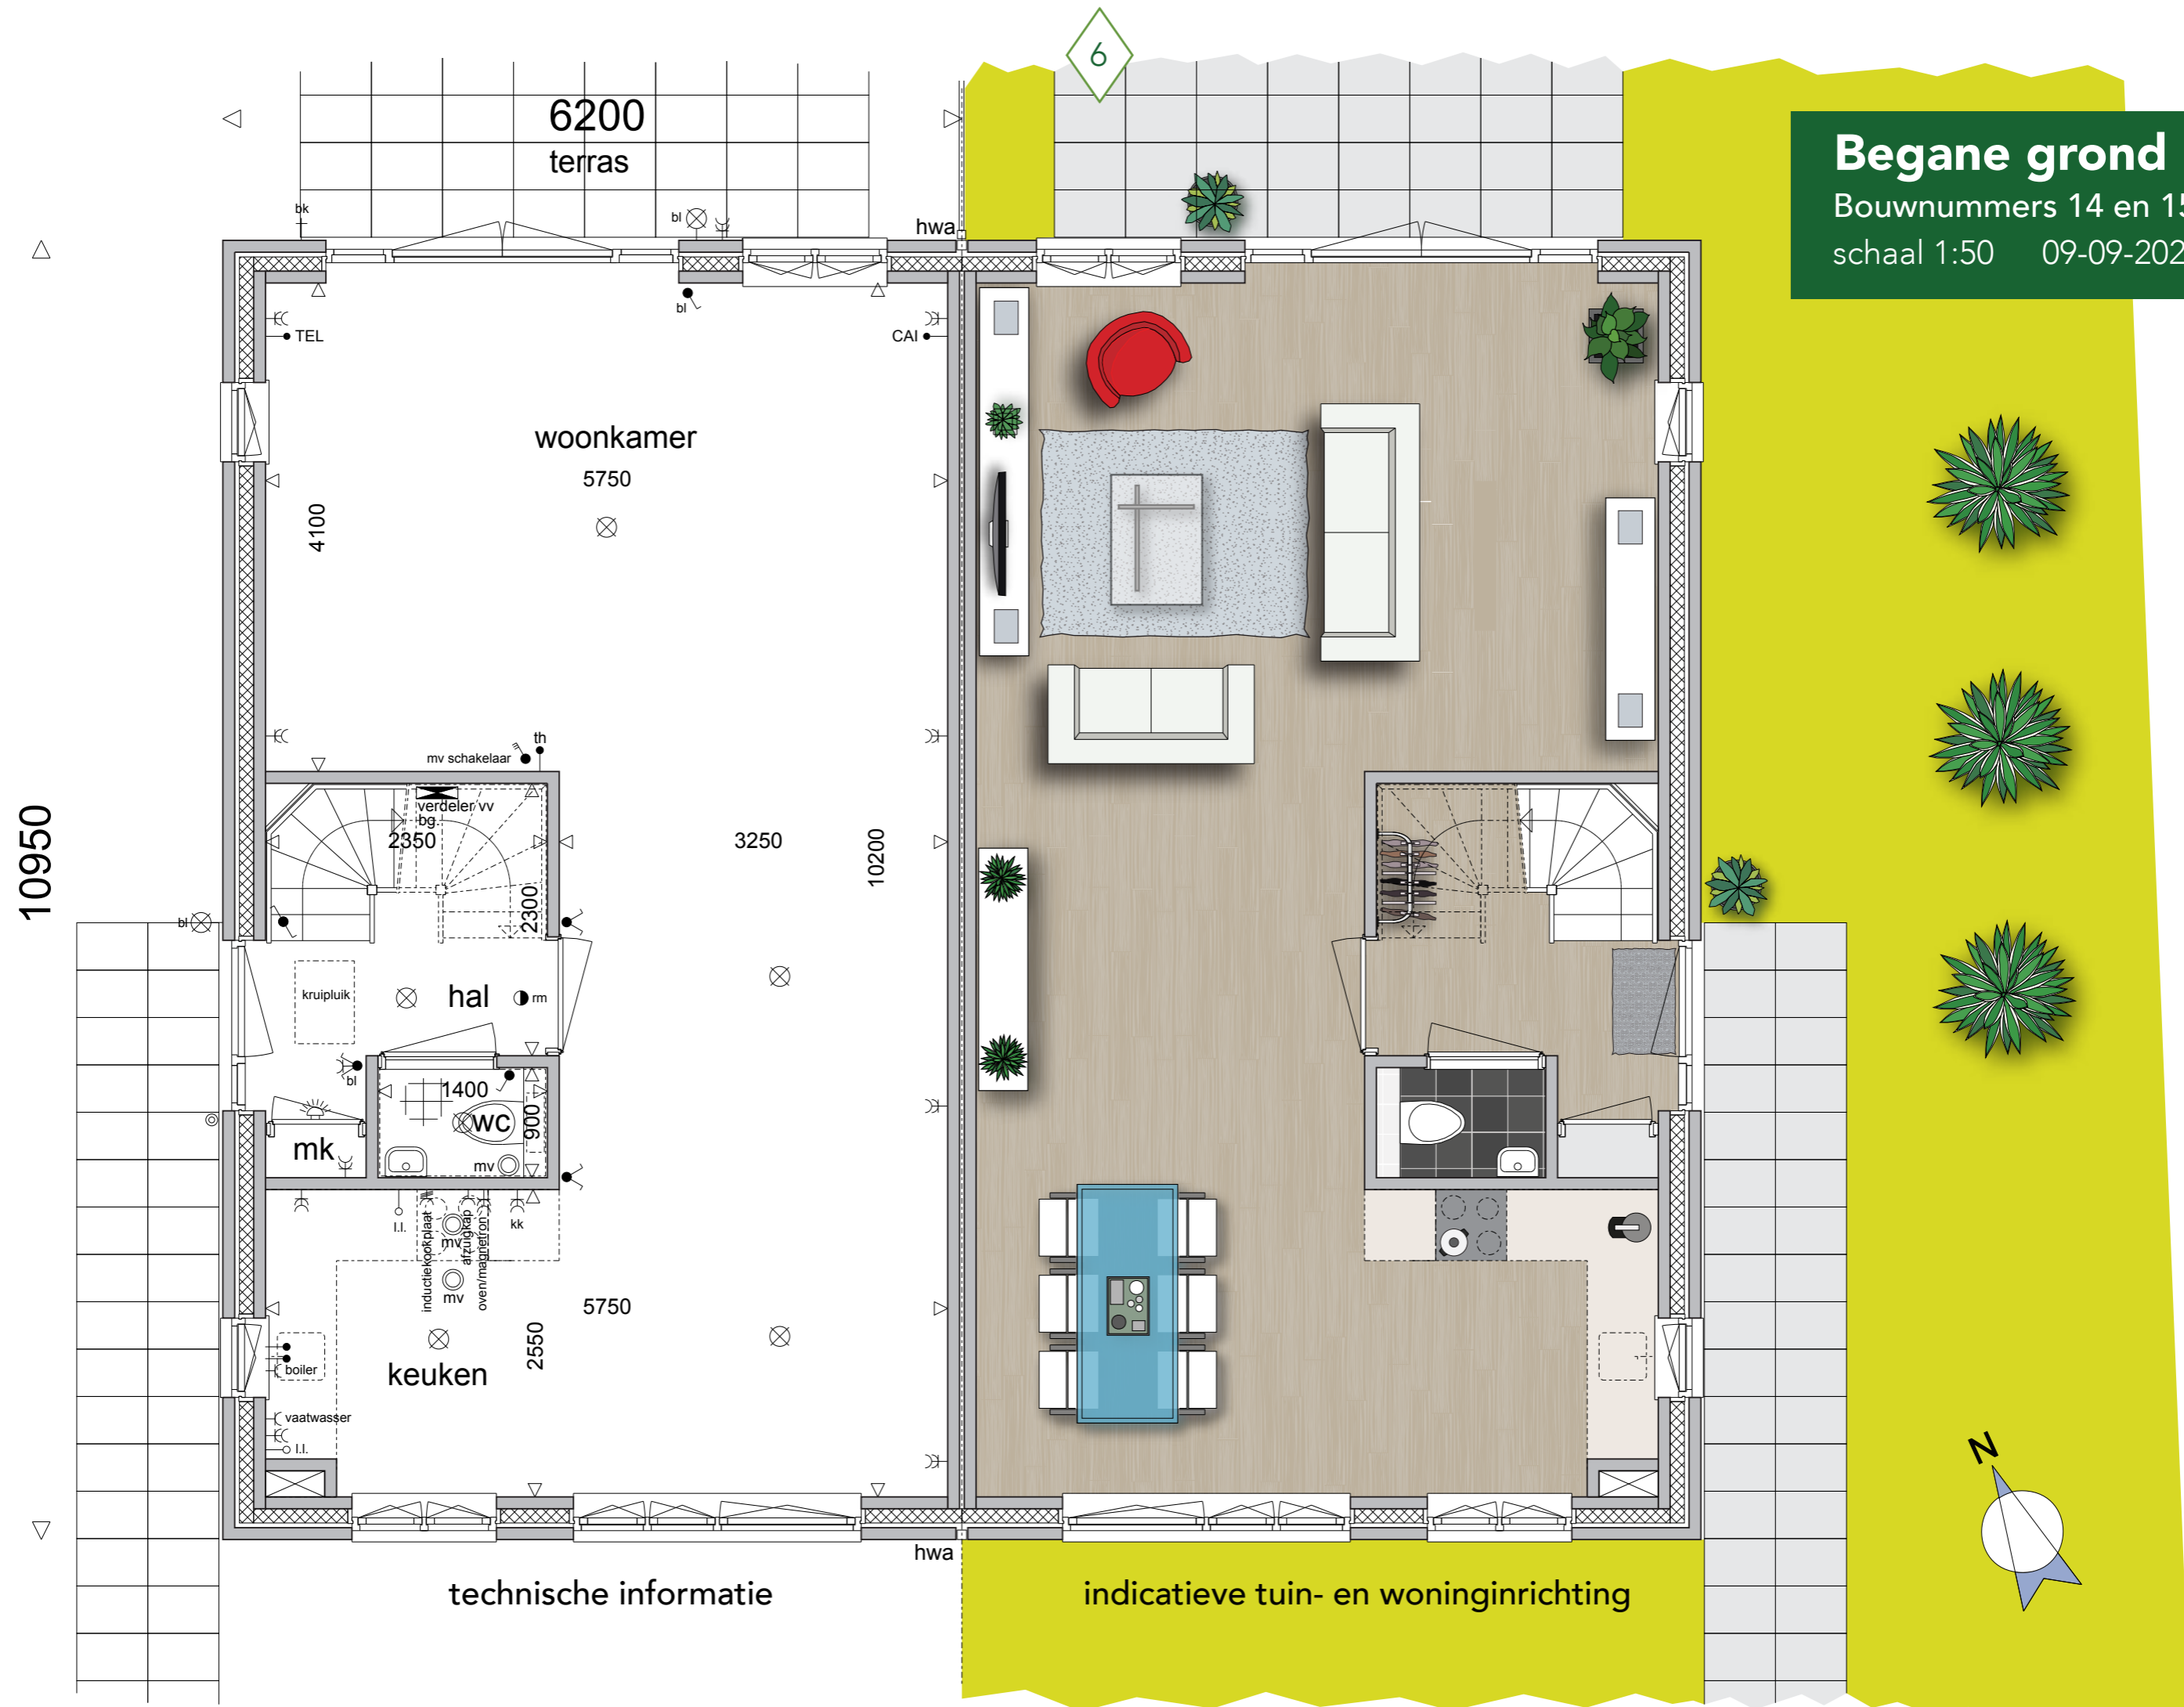 6
6200
terras
Begane grond
Bouwnummers 14 en 15
schaal 1:50 09-09-202
bk
bl
hwa
bl
TEL
CAI
woonkamer
5750
4100
th
mv schakelaar
verdeler vv
bg.
2350
3250
10200
10950
2300
bl
kruipluik
hal
rm
bl
1400
wc
900
mk
mv
l.l.
inductiekookplaat
mv
afzuigkap
oven/magnetron
kk
mv
5750
2550
boiler
keuken
vaatwasser
l.l.
N
hwa
technische informatie
indicatieve tuin- en woninginrichting